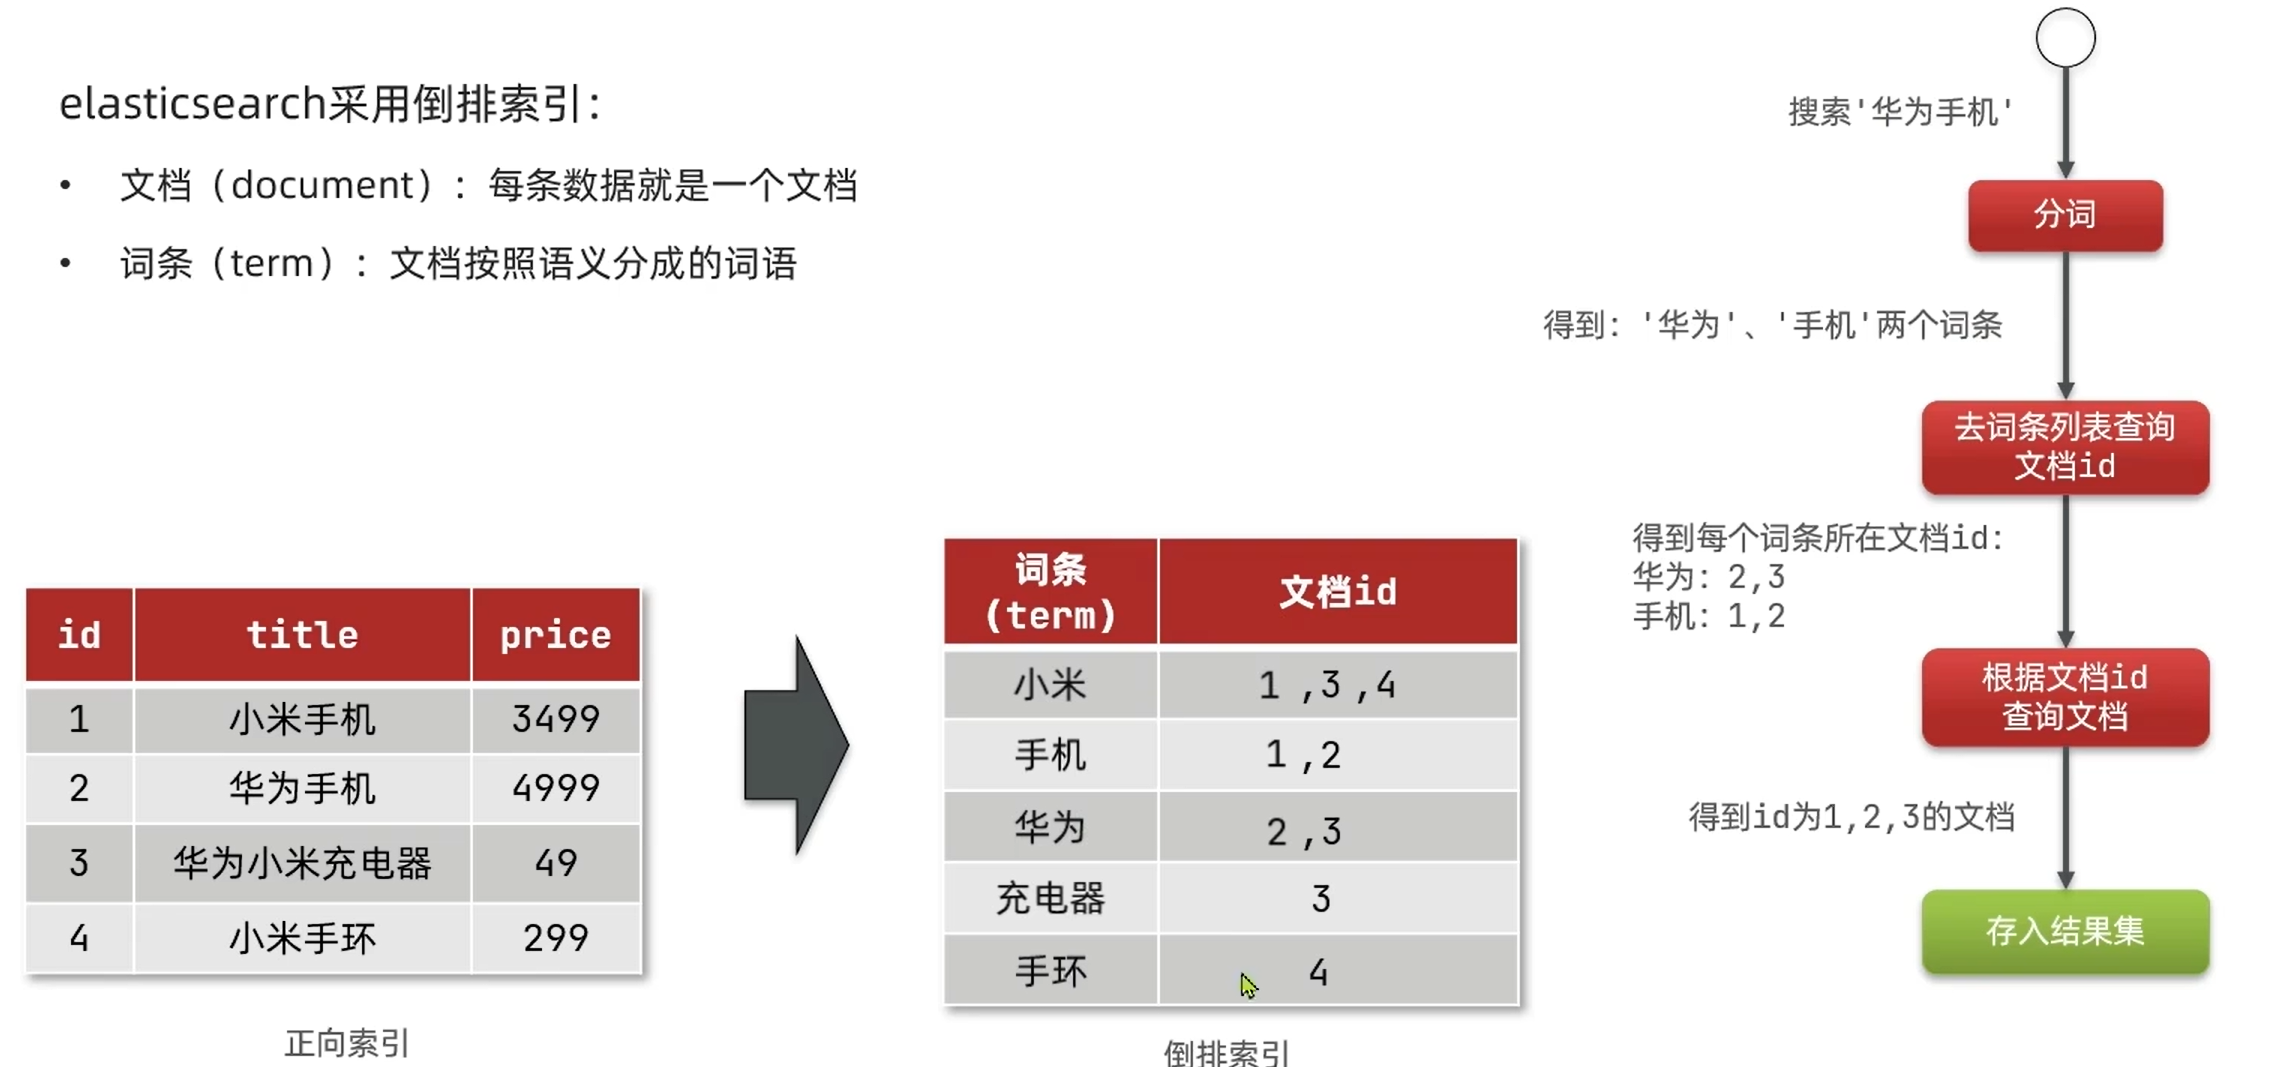 elasticsearch采用倒排索引：
• 文档（document）：每条数据就是一个文档
• 词条（term）：文档按照语义分成的词语
id title price
1 小米手机 3499
2 华为手机 4999
3 华为小米充电器 49
4 小米手环 299
正向索引
词条
(term)
文档id
小米 1 ,3 ,4
手机 1 ,2
华为 2 ,3
充电器 3
手环 4
倒排索引
搜索'华为手机'
分词
得到：'华为'、'手机'两个词条
去词条列表查询
文档id
得到每个词条所在文档id：
华为：2,3
手机：1,2
根据文档id
查询文档
得到id为1,2,3的文档
存入结果集